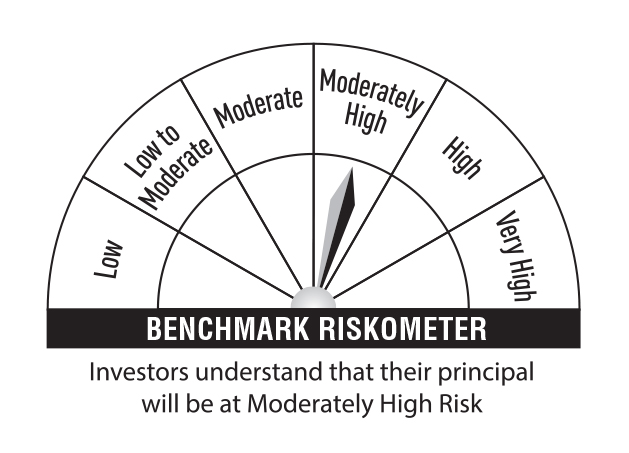 Low
Low to
Moderate
Moderate
Moderately
High
High
Very High
BENCHMARK RISKOMETER
Investors understand that their principal
will be at Moderately High Risk